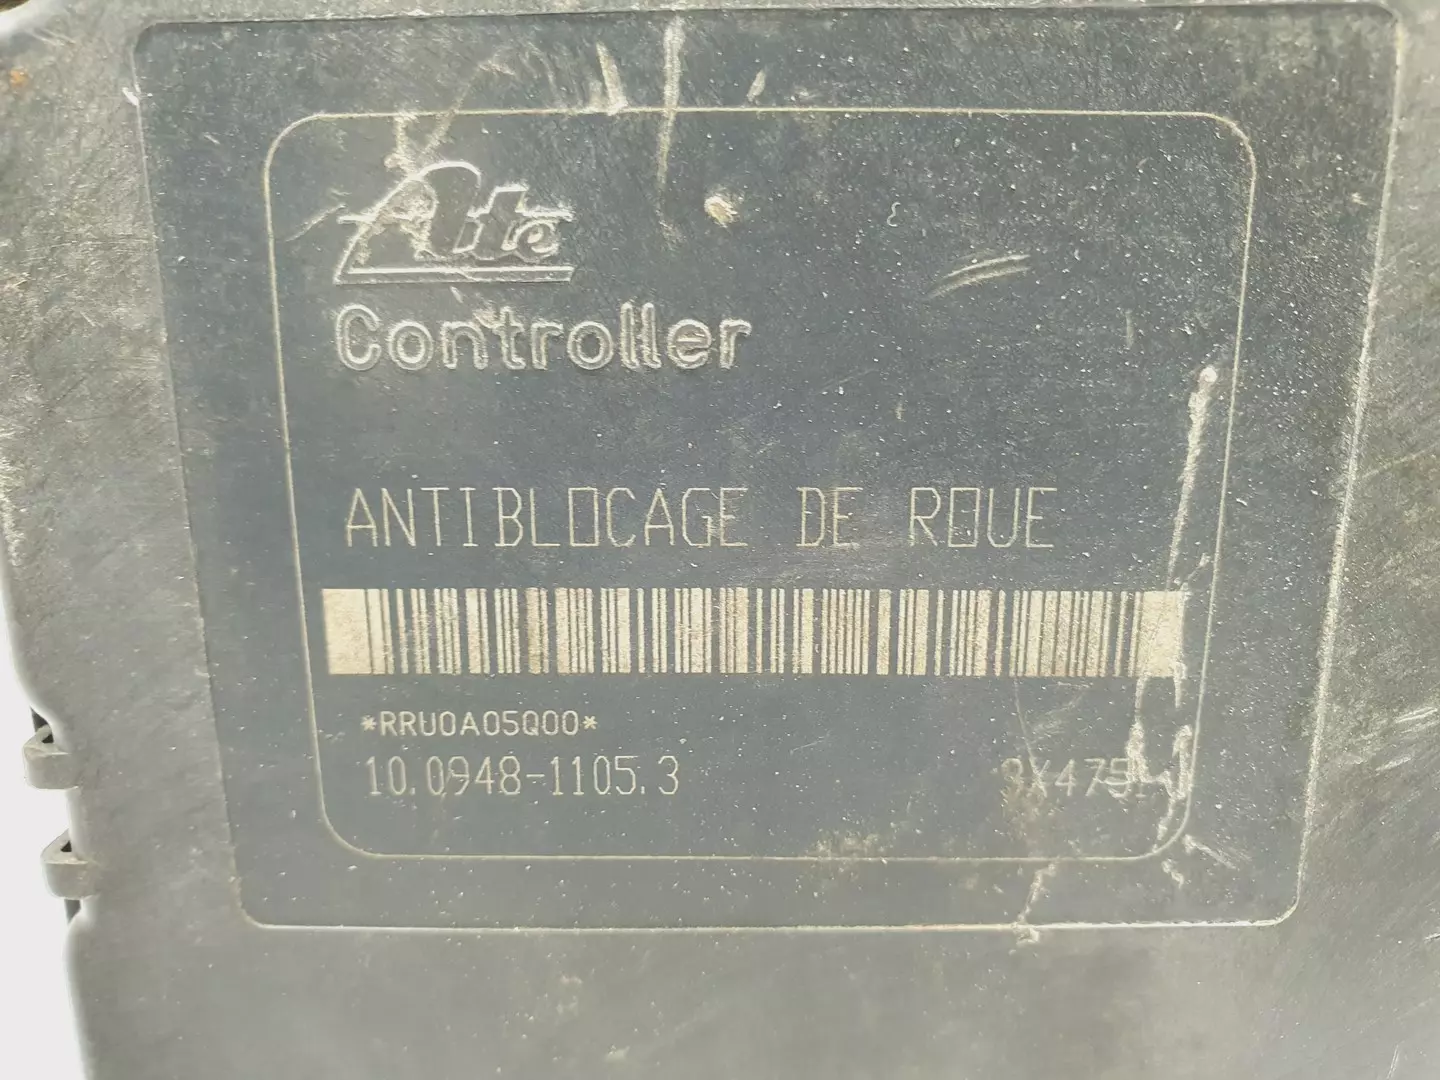 Ate
Controller
ANTIBLOCAGE DE ROUE
*RRU0A05Q00*
10.0948-1105.3